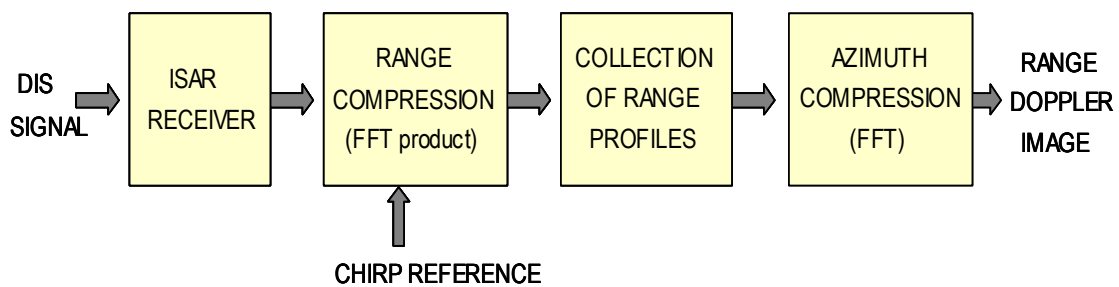 DIS
SIGNAL
ISAR
RECEIVER
RANGE
COMPRESSION
(FFT product)
COLLECTION
OF RANGE
PROFILES
AZIMUTH
COMPRESSION
(FFT)
RANGE
DOPPLER
IMAGE
CHIRP REFERENCE